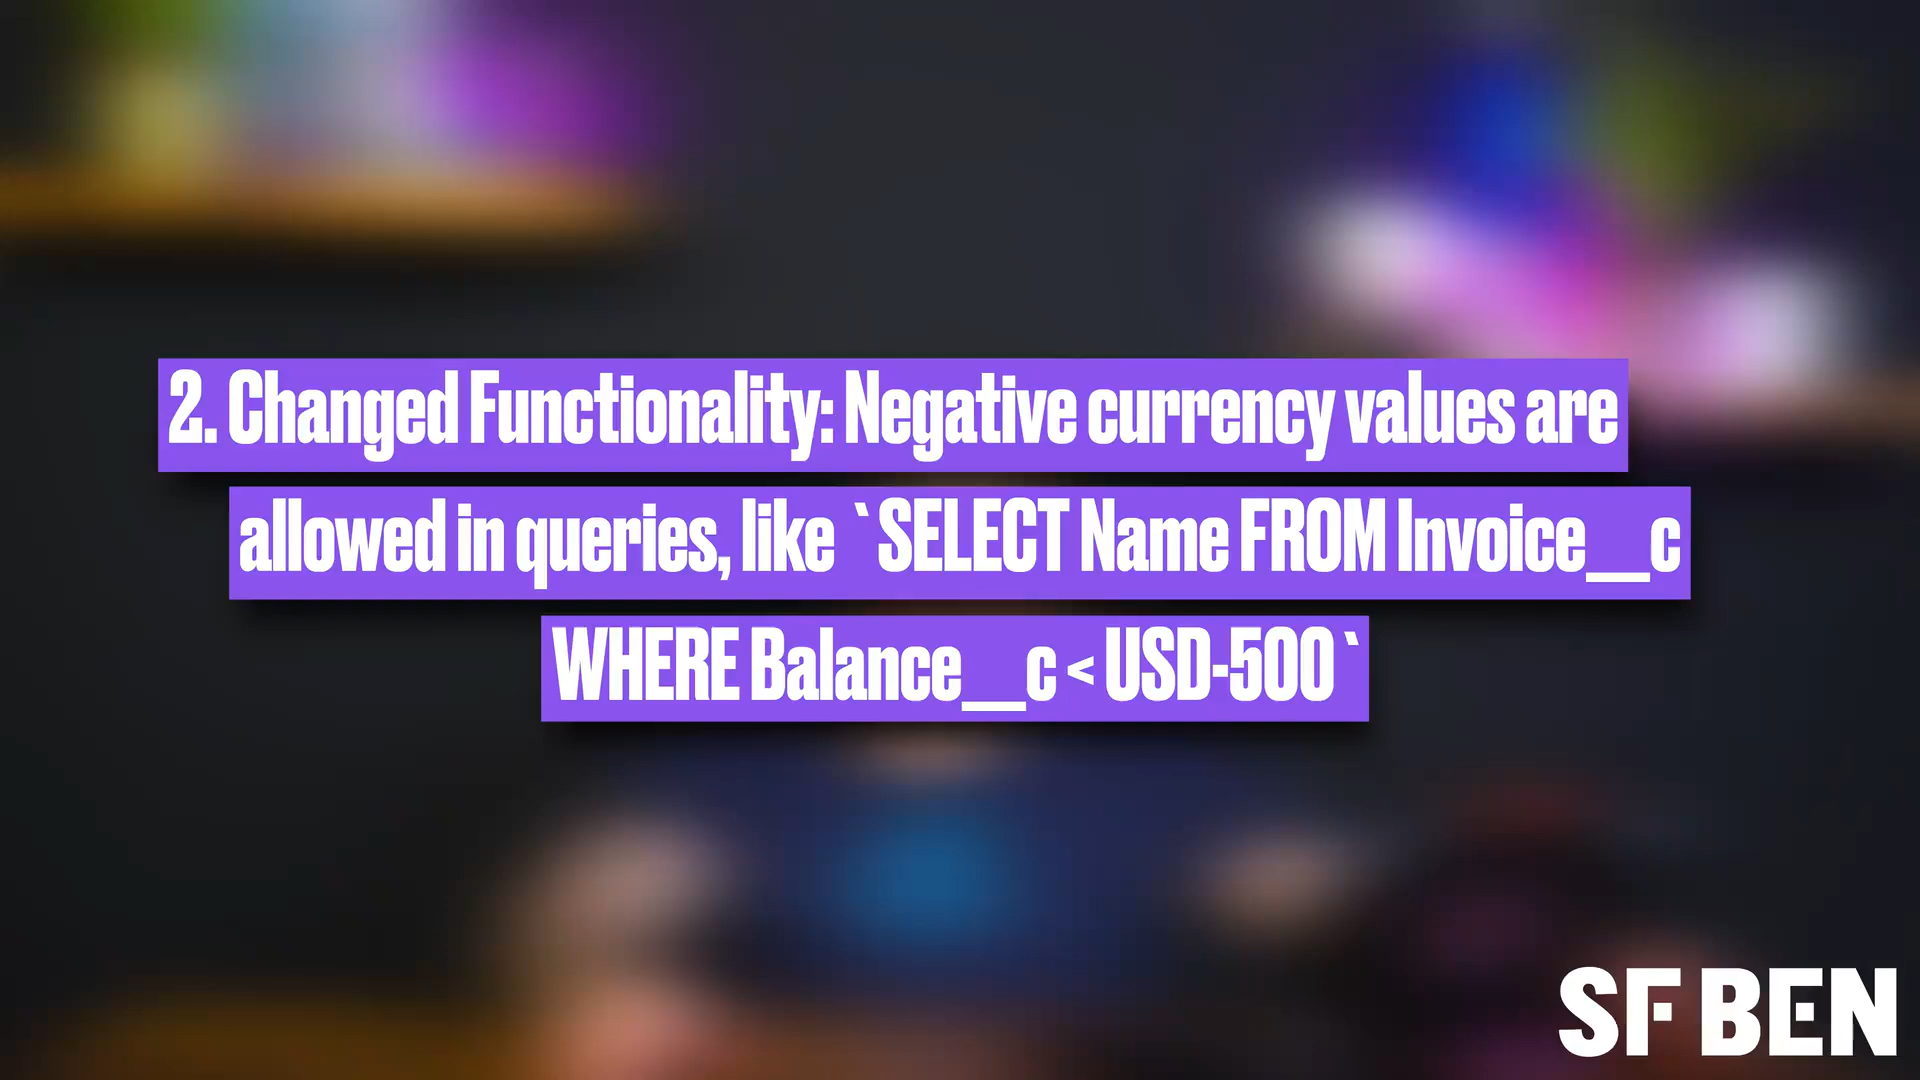 2. Changed Functionality: Negative currency values are
allowed in queries, like `SELECT Name FROM Invoice__c
WHERE Balance__c < USD-500`
SF BEN